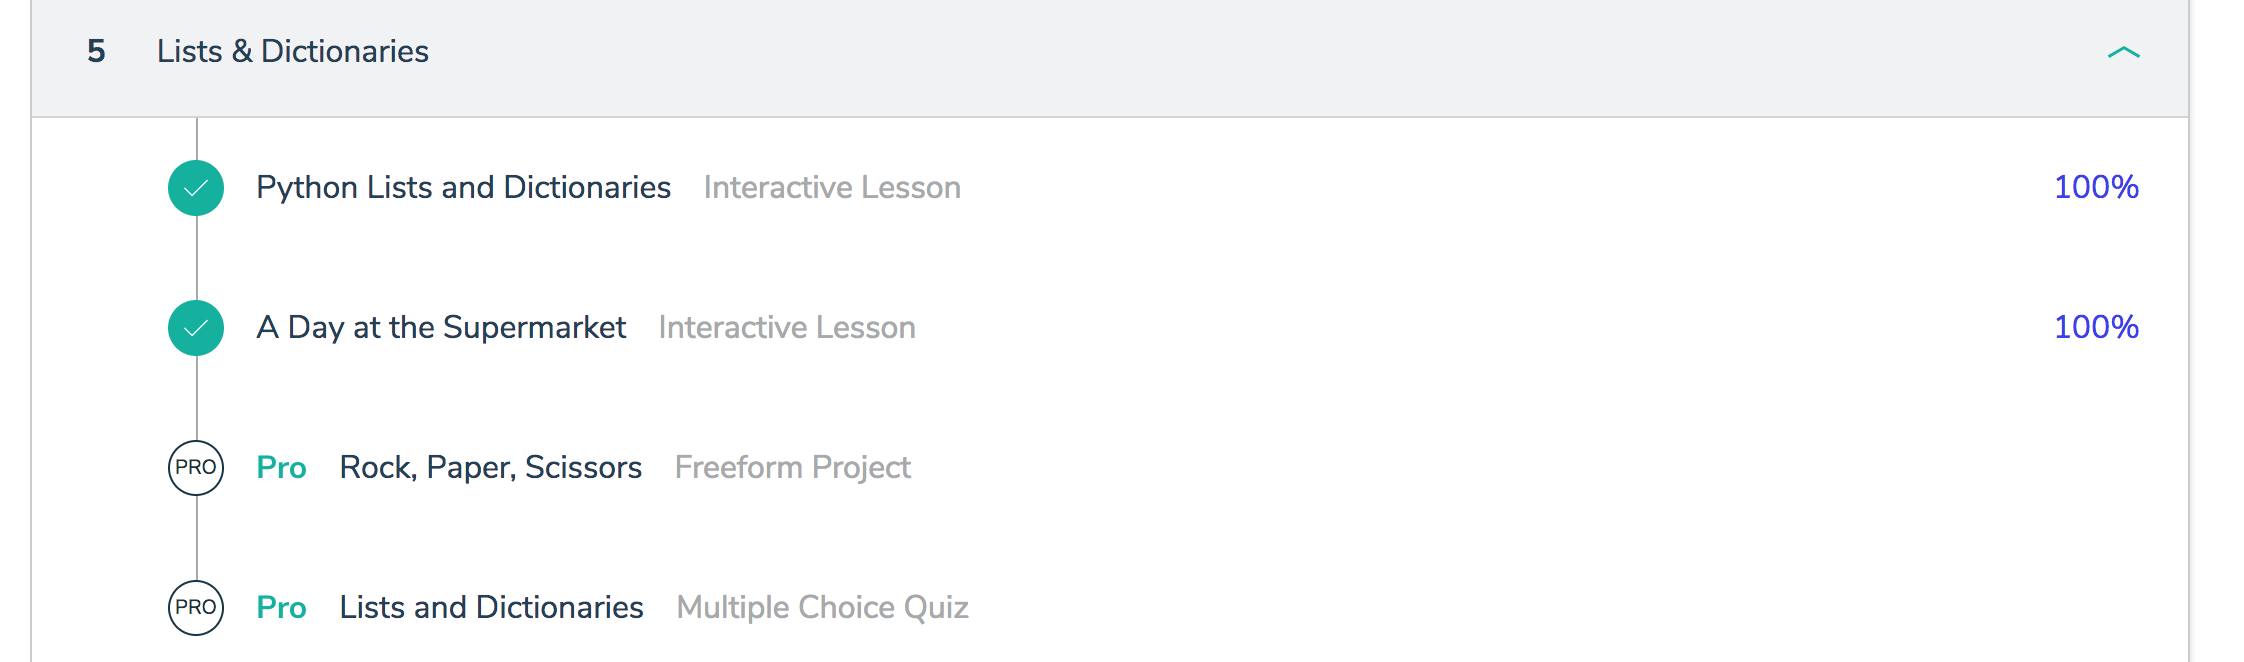 5 Lists & Dictionaries
Python Lists and Dictionaries Interactive Lesson 100%
A Day at the Supermarket Interactive Lesson 100%
PRO Pro Rock, Paper, Scissors Freeform Project
PRO Pro Lists and Dictionaries Multiple Choice Quiz